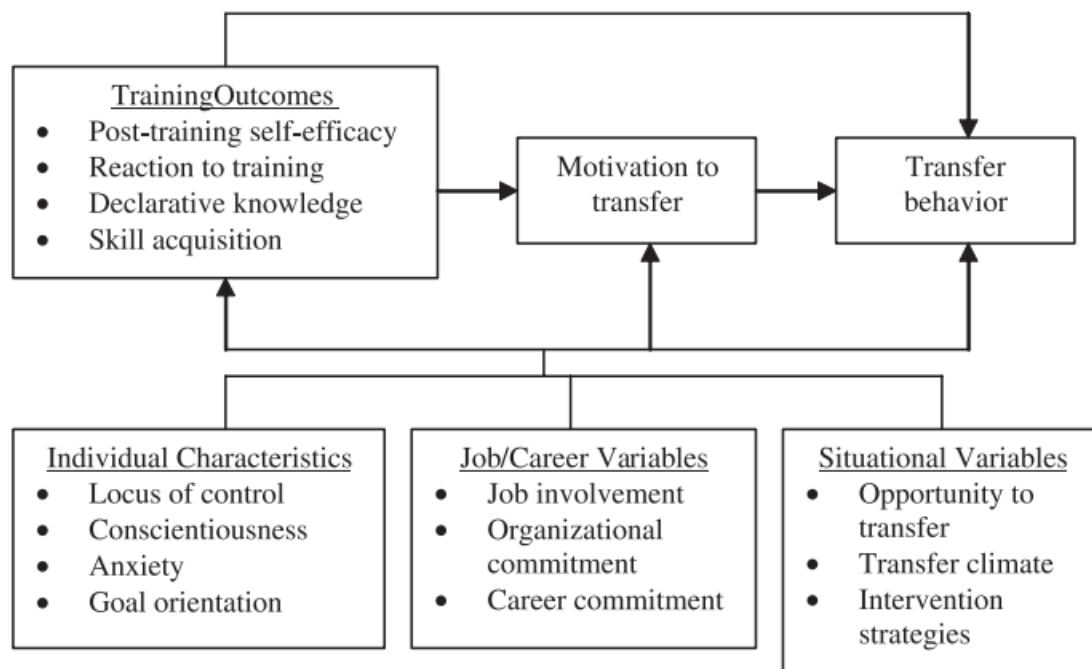 TrainingOutcomes
• Post-training self-efficacy
• Reaction to training
• Declarative knowledge
• Skill acquisition
Motivation to
transfer
Transfer
behavior
Individual Characteristics
• Locus of control
• Conscientiousness
• Anxiety
• Goal orientation
Job/Career Variables
• Job involvement
• Organizational
commitment
• Career commitment
Situational Variables
• Opportunity to
transfer
• Transfer climate
• Intervention
strategies